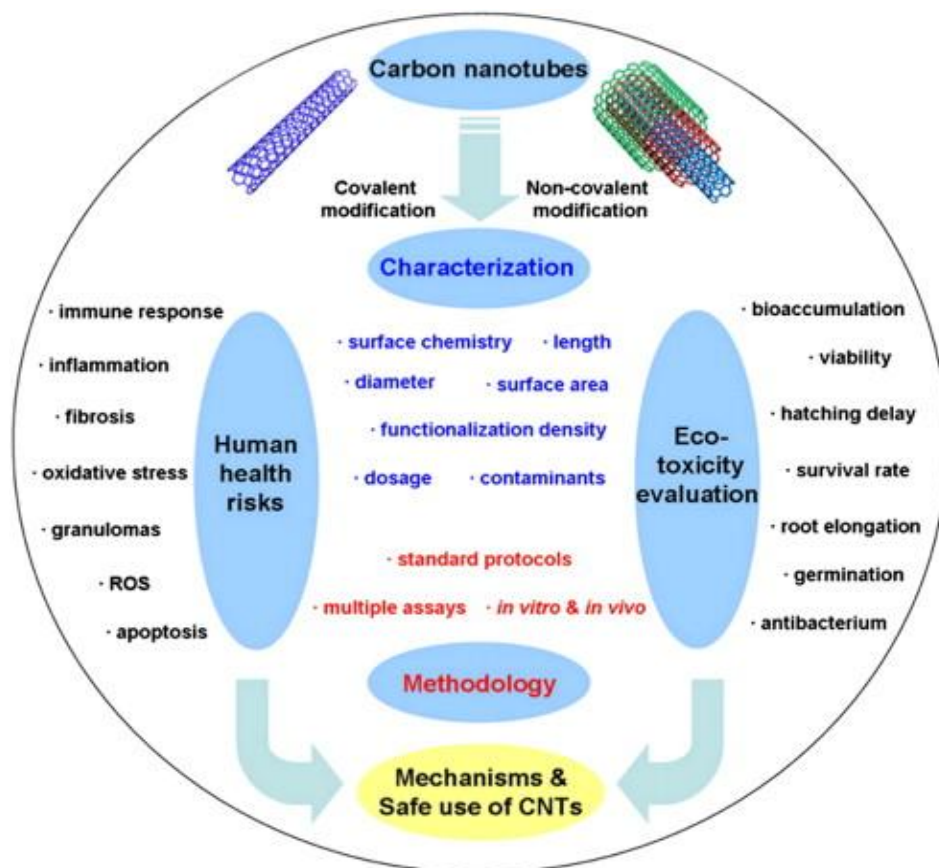 Carbon nanotubes
Covalent
modification
Non-covalent
modification
Characterization
· immune response
· inflammation
· fibrosis
· oxidative stress
· granulomas
· ROS
· apoptosis
Human
health
risks
· surface chemistry · length
· diameter · surface area
· functionalization density
· dosage · contaminants
· standard protocols
· multiple assays · in vitro & in vivo
Methodology
Eco-
toxicity
evaluation
· bioaccumulation
· viability
· hatching delay
· survival rate
· root elongation
· germination
· antibacterium
Mechanisms &
Safe use of CNTs